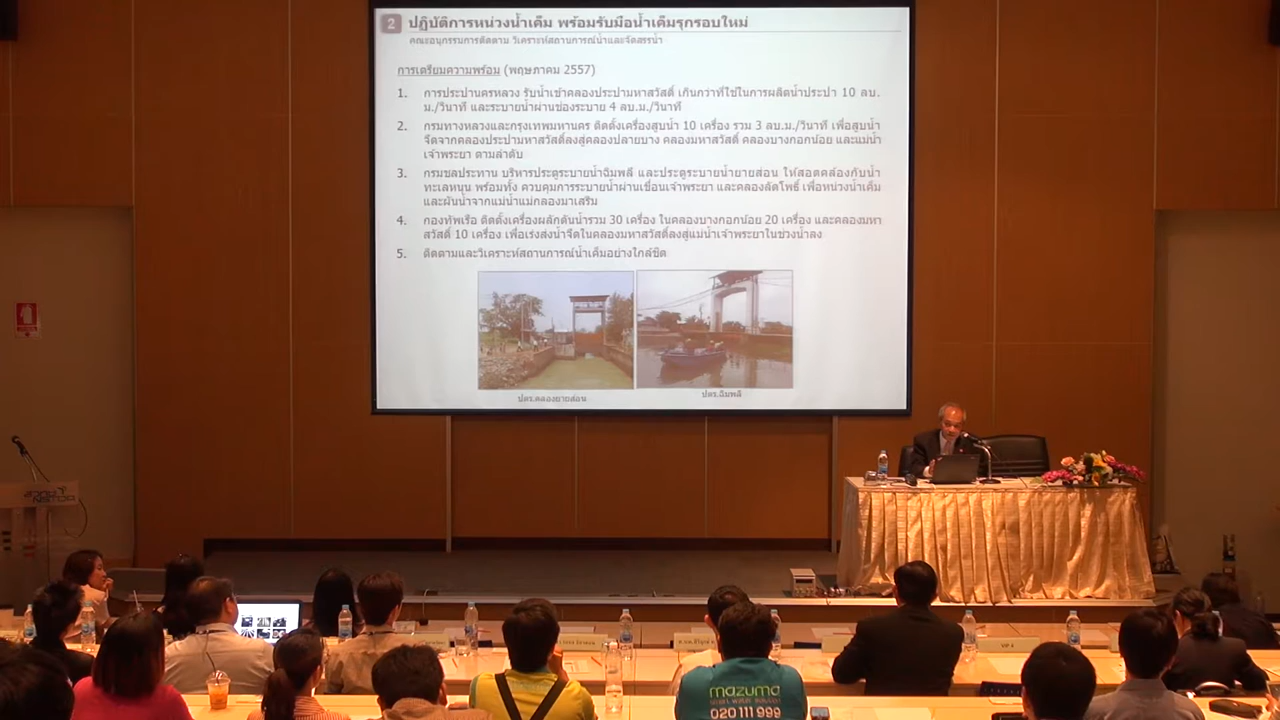 2 ปฏิบัติการหน่วงน้ำเค็ม พร้อมรับมือน้ำเค็มรุกรอบใหม่
คณะอนุกรรมการติดตาม วิเคราะห์สถานการณ์น้ำและจัดสรรน้ำ
การเตรียมความพร้อม (พฤษภาคม 2557)
1. การประปานครหลวง รับน้ำเข้าคลองประปามหาสวัสดิ์ เกินกว่าที่ใช้ในการผลิตน้ำประปา 10 ลบ.
ม./วินาที และระบายน้ำผ่านช่องระบาย 4 ลบ.ม./วินาที
2. กรมทางหลวงและกรุงเทพมหานคร ติดตั้งเครื่องสูบน้ำ 10 เครื่อง รวม 3 ลบ.ม./วินาที เพื่อสูบน้ำ
จืดจากคลองประปามหาสวัสดิ์ลงสู่คลองปลายบาง คลองมหาสวัสดิ์ คลองบางกอกน้อย และแม่น้ำ
เจ้าพระยา ตามลำดับ
3. กรมชลประทาน บริหารประตูระบายน้ำฉิมพลี และประตูระบายน้ำยายส่อน ให้สอดคล้องกับน้ำ
ทะเลหนุน พร้อมทั้ง ควบคุมการระบายน้ำผ่านเขื่อนเจ้าพระยา และคลองลัดโพธิ์ เพื่อหน่วงน้ำเค็ม
และผันน้ำจากแม่น้ำแม่กลองมาเสริม
4. กองทัพเรือ ติดตั้งเครื่องผลักดันน้ำรวม 30 เครื่อง ในคลองบางกอกน้อย 20 เครื่อง และคลองมหา
สวัสดิ์ 10 เครื่อง เพื่อเร่งส่งน้ำจืดในคลองมหาสวัสดิ์ลงสู่แม่น้ำเจ้าพระยาในช่วงน้ำลง
5. ติดตามและวิเคราะห์สถานการณ์น้ำเค็มอย่างใกล้ชิด
ปตร.คลองยายส่อน
ปตร.ฉิมพลี
สวทช
NSTDA
VIP 4
mazuma
020 111 999